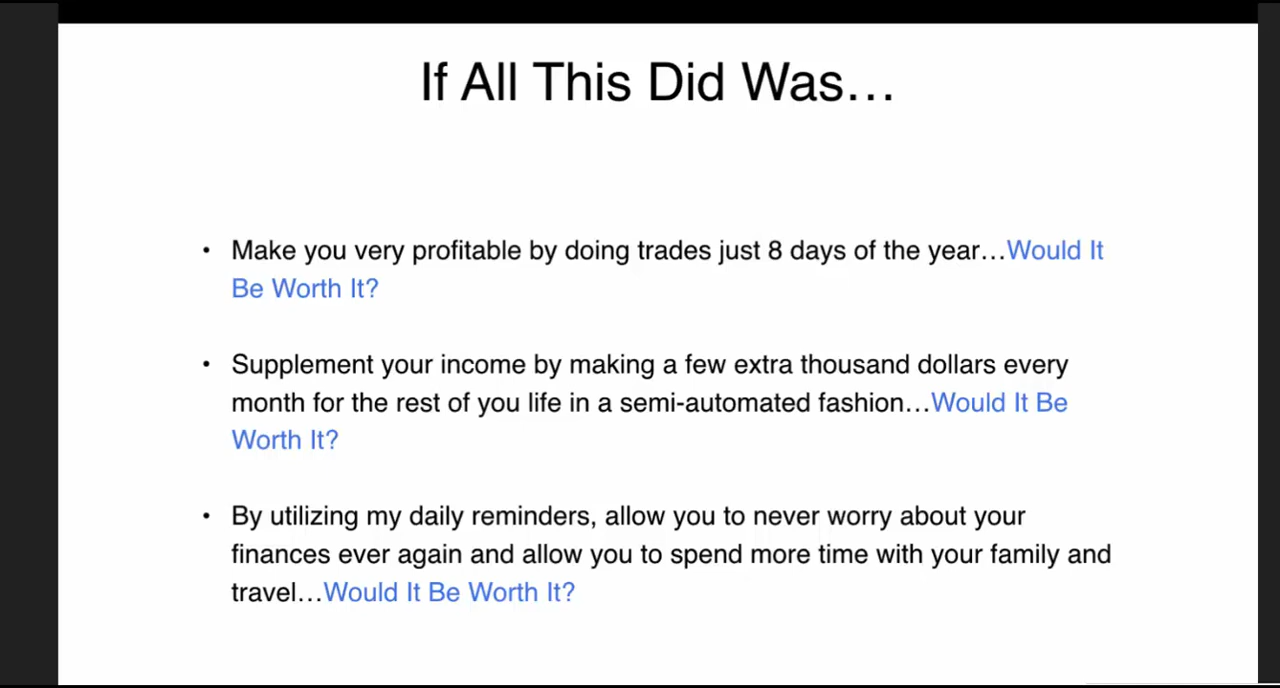 If All This Did Was…
• Make you very profitable by doing trades just 8 days of the year…Would It
Be Worth It?
• Supplement your income by making a few extra thousand dollars every
month for the rest of you life in a semi-automated fashion…Would It Be
Worth It?
• By utilizing my daily reminders, allow you to never worry about your
finances ever again and allow you to spend more time with your family and
travel…Would It Be Worth It?